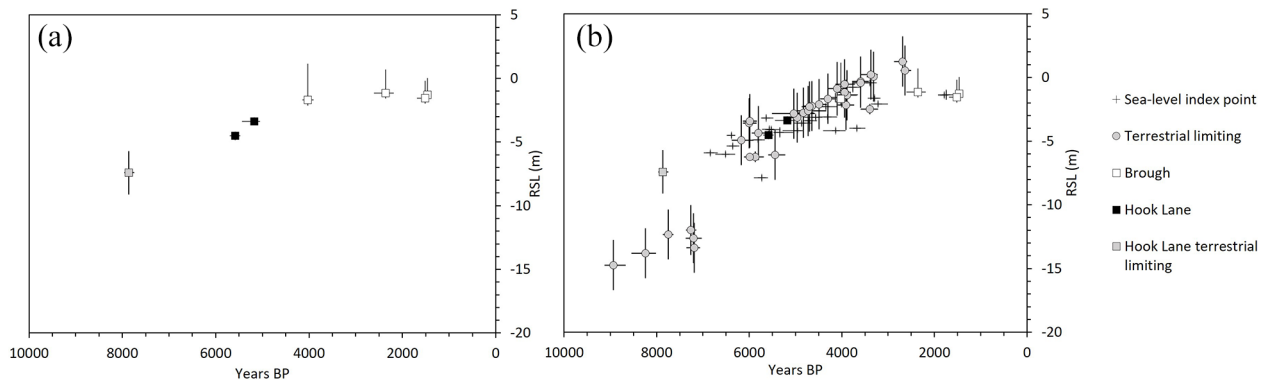 (a)
5
0
-5
-10
-15
-20
RSL (m)
10000 8000 6000 4000 2000 0
Years BP
(b)
5
0
-5
-10
-15
-20
RSL (m)
10000 8000 6000 4000 2000 0
Years BP
Sea-level index point
Terrestrial limiting
Brough
Hook Lane
Hook Lane terrestrial
limiting